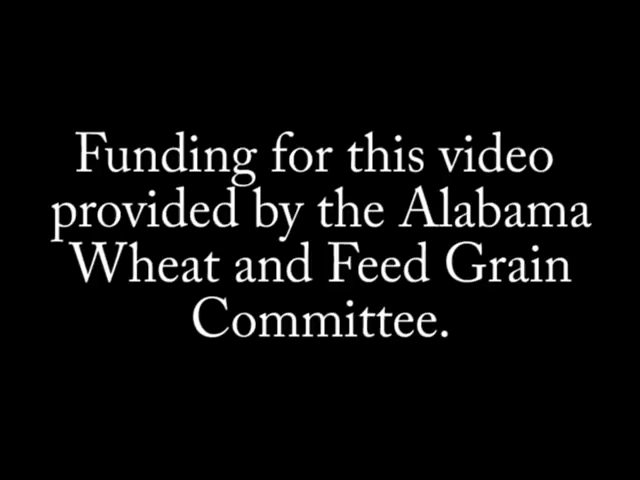 Funding for this video
provided by the Alabama
Wheat and Feed Grain
Committee.